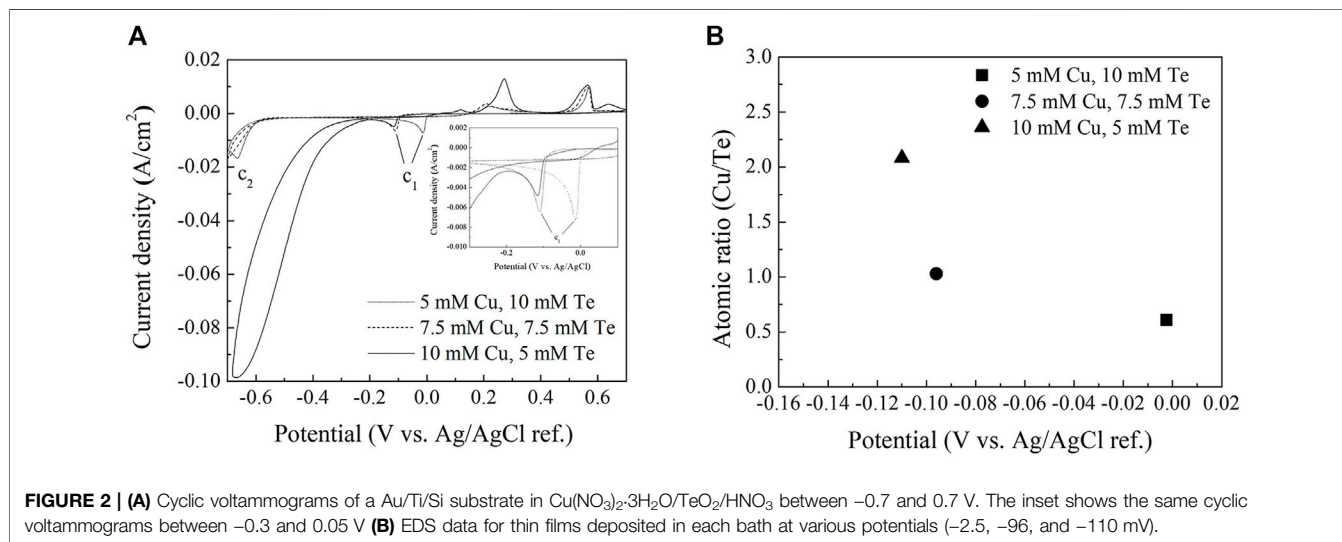 A
0.02
0.00
-0.02
-0.04
-0.06
-0.08
-0.10
Current density (A/cm²)
c₂
c₁
5 mM Cu, 10 mM Te
7.5 mM Cu, 7.5 mM Te
10 mM Cu, 5 mM Te
-0.6 -0.4 -0.2 0.0 0.2 0.4 0.6
Potential (V vs. Ag/AgCl ref.)
0.002
0.000
-0.002
-0.004
-0.006
-0.008
-0.010
Current density (A/cm²)
c₁
-0.2 0.0
Potential (V vs. Ag/AgCl)
B
3.0
2.5
2.0
1.5
1.0
0.5
0.0
Atomic ratio (Cu/Te)
5 mM Cu, 10 mM Te
7.5 mM Cu, 7.5 mM Te
10 mM Cu, 5 mM Te
-0.16 -0.14 -0.12 -0.10 -0.08 -0.06 -0.04 -0.02 0.00 0.02
Potential (V vs. Ag/AgCl ref.)
FIGURE 2 | (A) Cyclic voltammograms of a Au/Ti/Si substrate in Cu(NO₃)₂·3H₂O/TeO₂/HNO₃ between −0.7 and 0.7 V. The inset shows the same cyclic
voltammograms between −0.3 and 0.05 V (B) EDS data for thin films deposited in each bath at various potentials (−2.5, −96, and −110 mV).